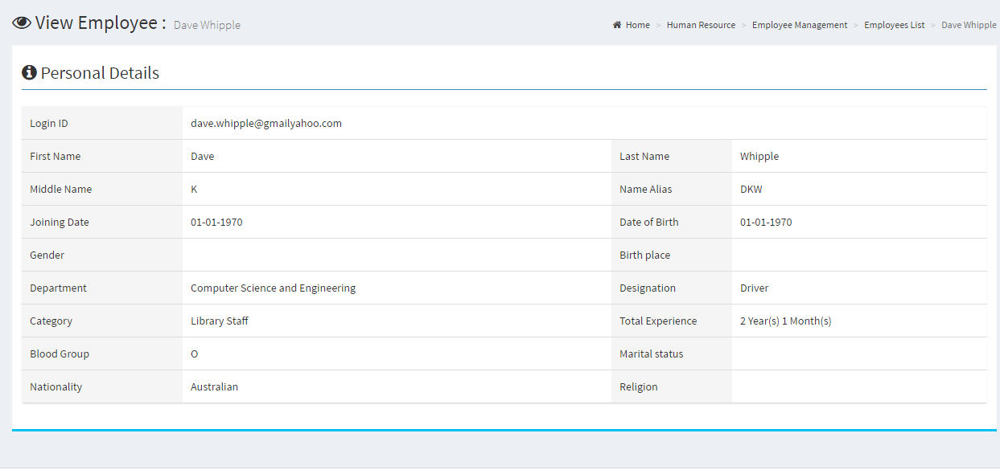 View Employee : Dave Whipple
Home > Human Resource > Employee Management > Employees List > Dave Whipple
Personal Details
Login ID dave.whipple@gmailyahoo.com
First Name Dave Last Name Whipple
Middle Name K Name Alias DKW
Joining Date 01-01-1970 Date of Birth 01-01-1970
Gender Birth place
Department Computer Science and Engineering Designation Driver
Category Library Staff Total Experience 2 Year(s) 1 Month(s)
Blood Group O Marital status
Nationality Australian Religion